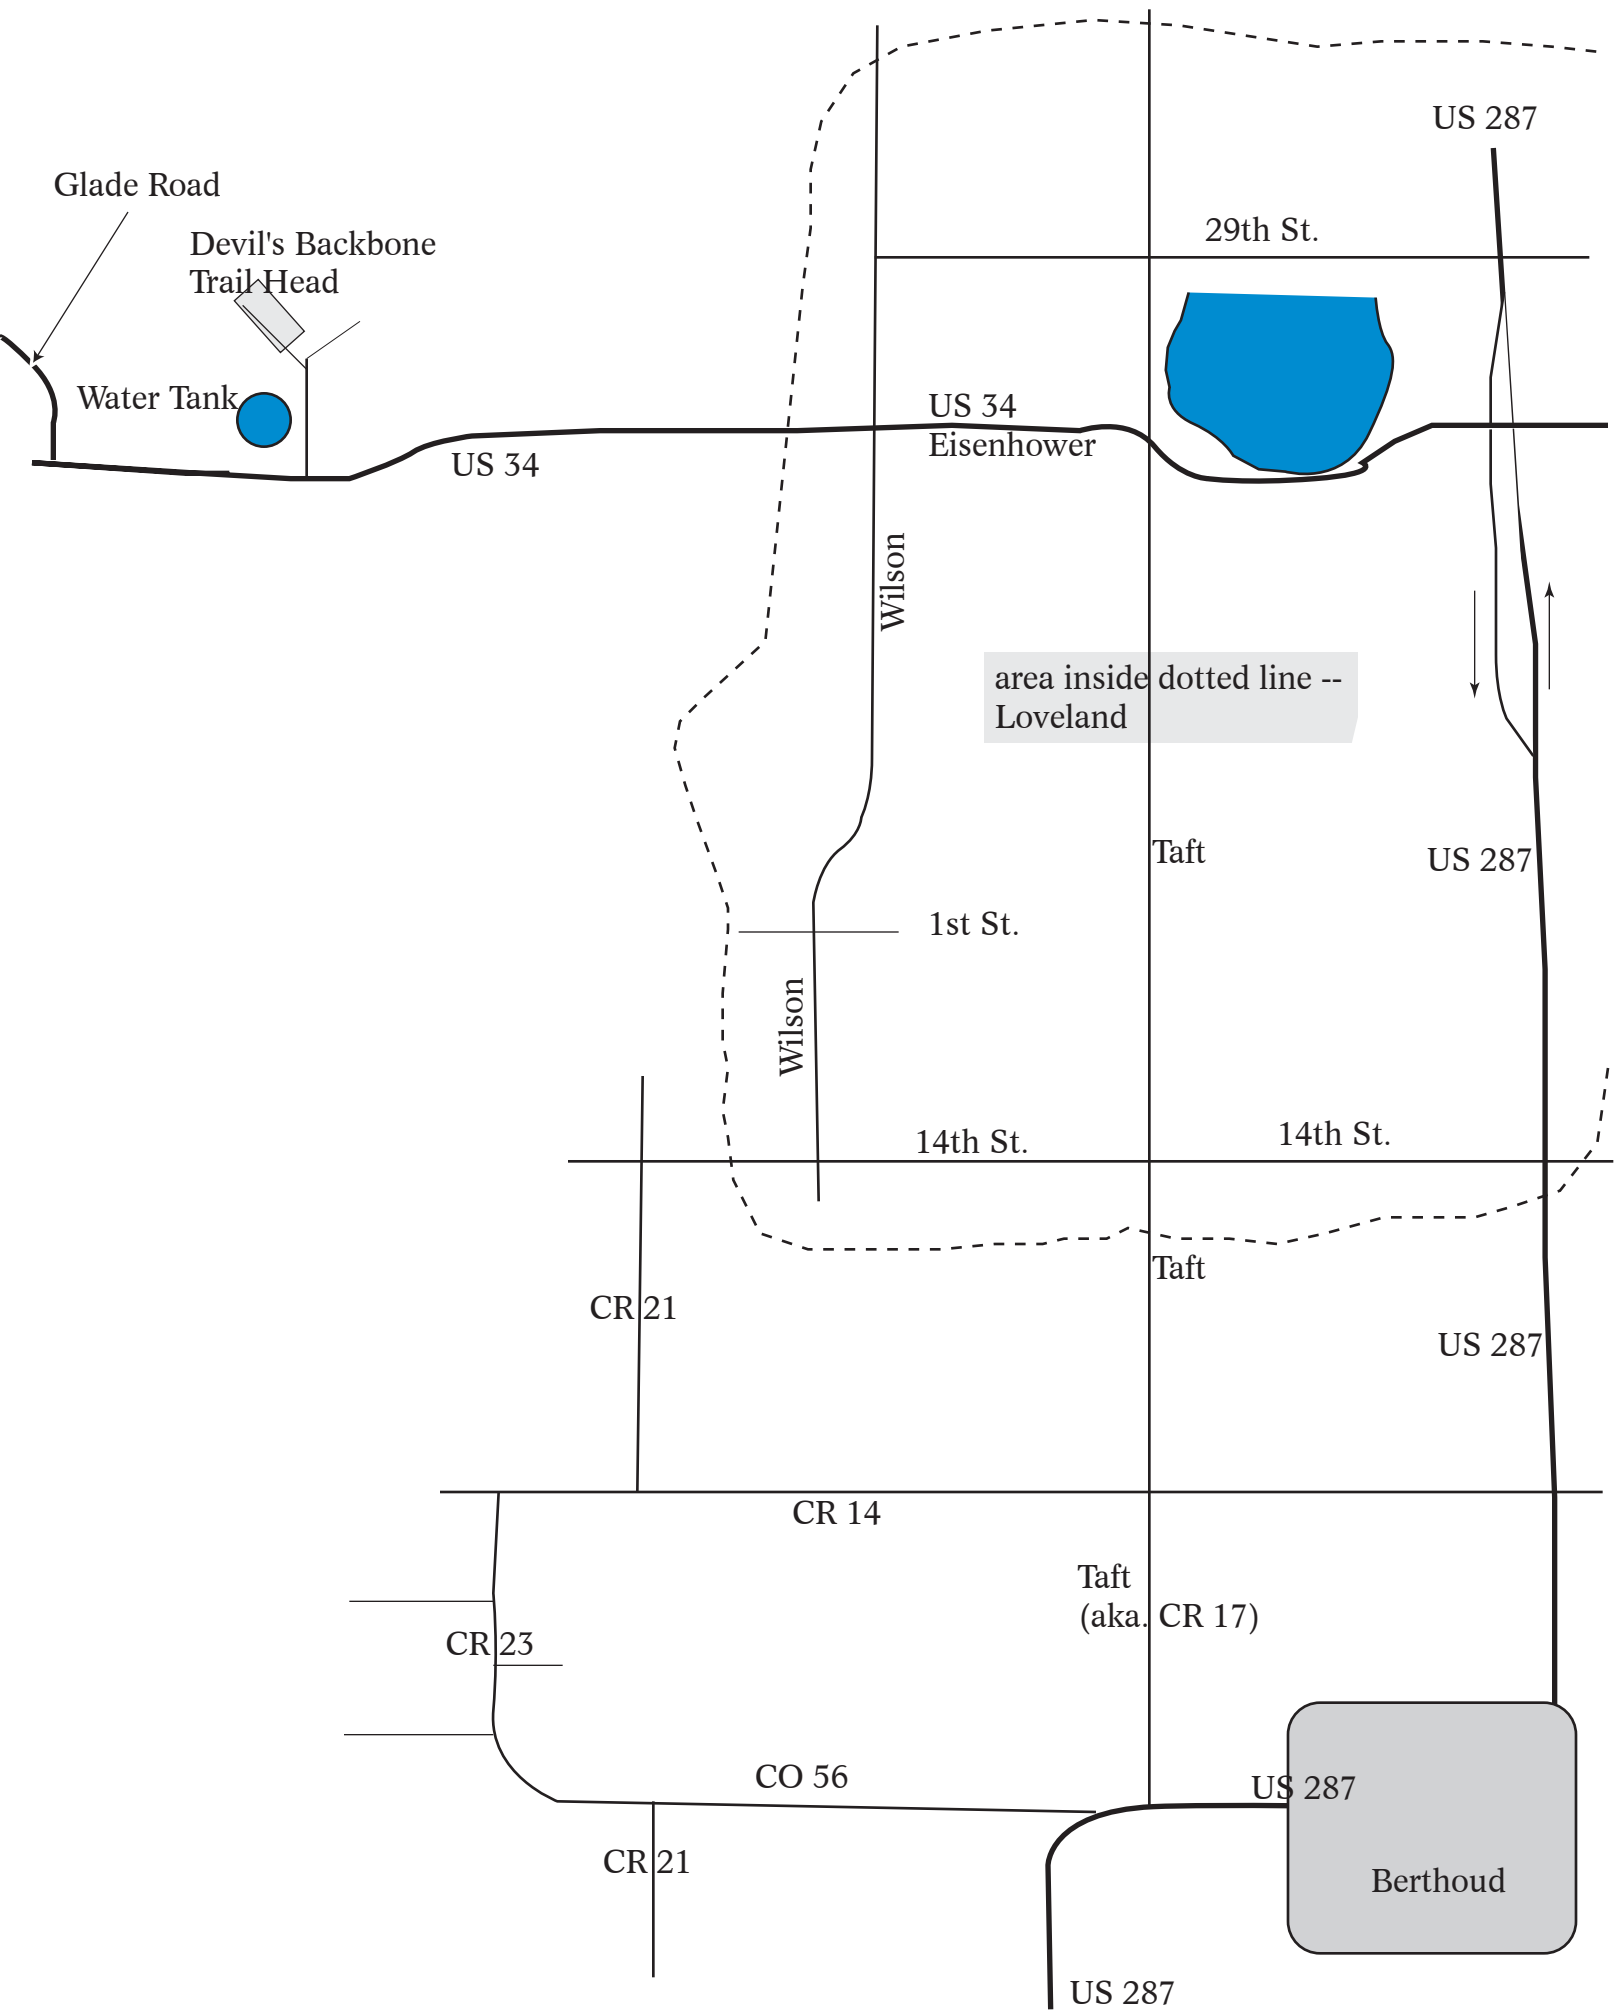 US 287
Glade Road
29th St.
Devil's Backbone
Trail Head
Water Tank
US 34
Eisenhower
US 34
Wilson
area inside dotted line --
Loveland
Taft
US 287
1st St.
Wilson
14th St.
14th St.
Taft
CR 21
US 287
CR 14
Taft
(aka. CR 17)
CR 23
CO 56
US 287
CR 21
Berthoud
US 287